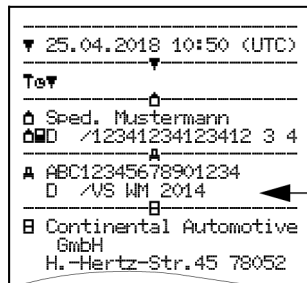 ▼ 25.04.2018 10:50 (UTC)
T⊙▼
Sped. Mustermann
D /12341234123412 3 4
A ABC12345678901234
D /VS WM 2014
Continental Automotive
GmbH
H.-Hertz-Str.45 78052